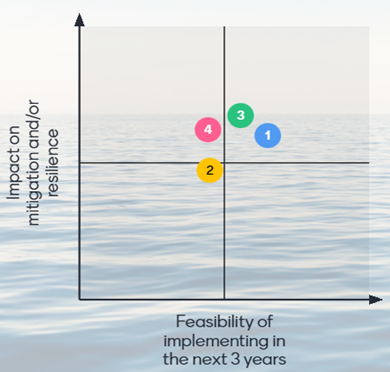 Impact on
mitigation and/or
resilience
3
4
1
2
Feasibility of
implementing in
the next 3 years